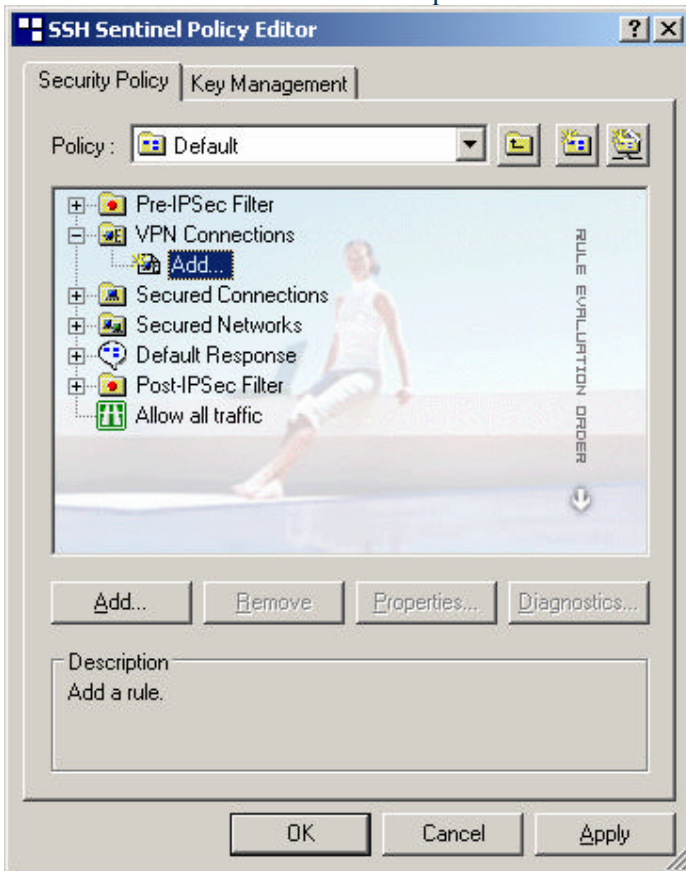 SSH Sentinel Policy Editor
Security Policy
Key Management
Policy :
Default
Pre-IPSec Filter
VPN Connections
Add...
Secured Connections
Secured Networks
Default Response
Post-IPSec Filter
Allow all traffic
RULE EVALUATION ORDER
Add...
Remove
Properties...
Diagnostics...
Description
Add a rule.
OK
Cancel
Apply